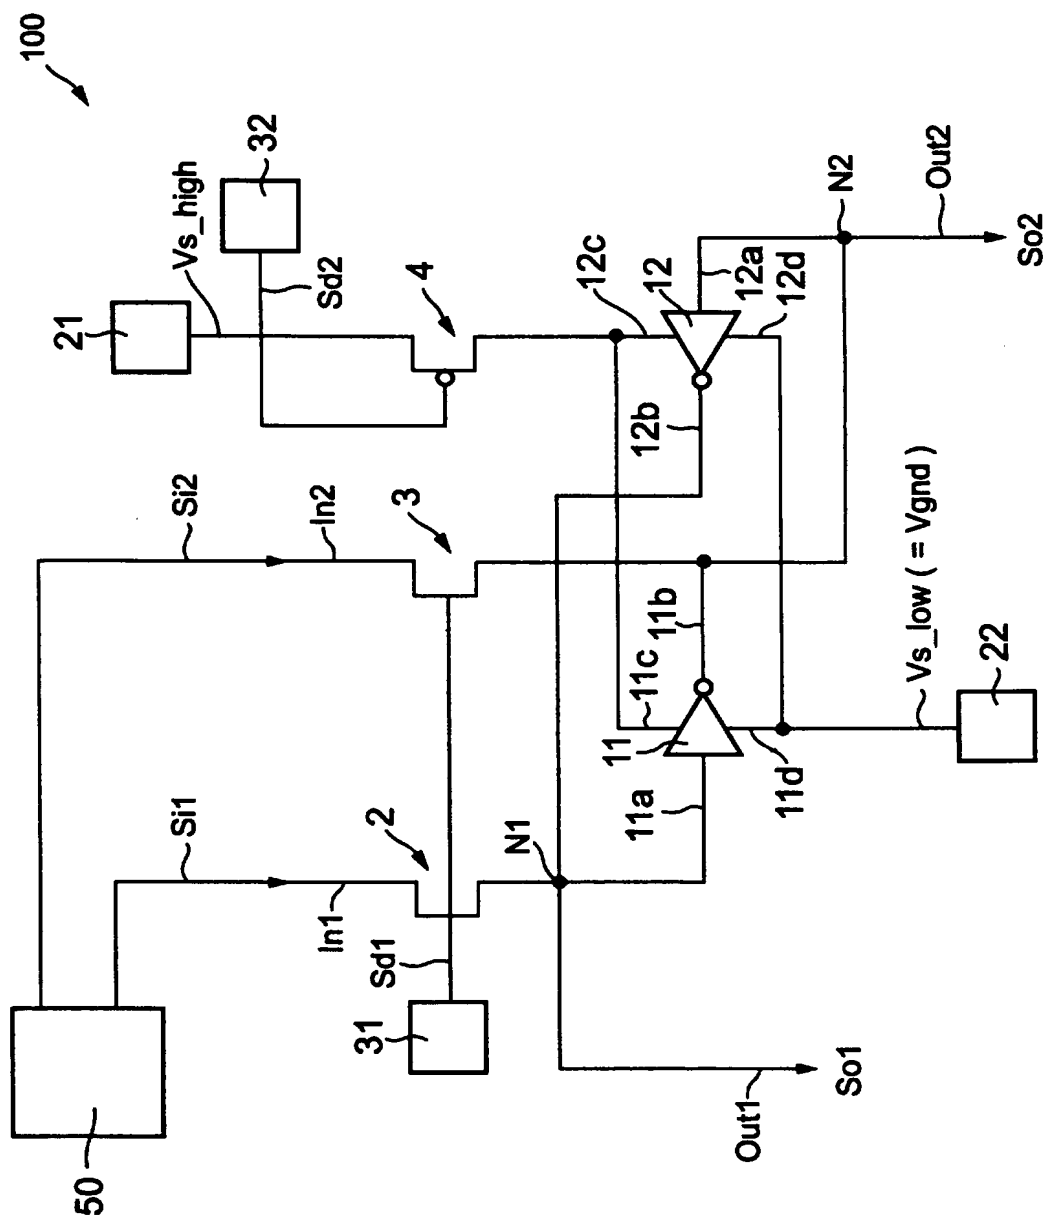 100
32
Vs_high
21
Sd2
4
12c
12
12a
12d
N2
Out2
So2
12b
Si2
In2
3
11b
11c
11
11d
11a
Vs_low ( = Vgnd )
22
Si1
In1
2
N1
Sd1
31
50
Out1
So1